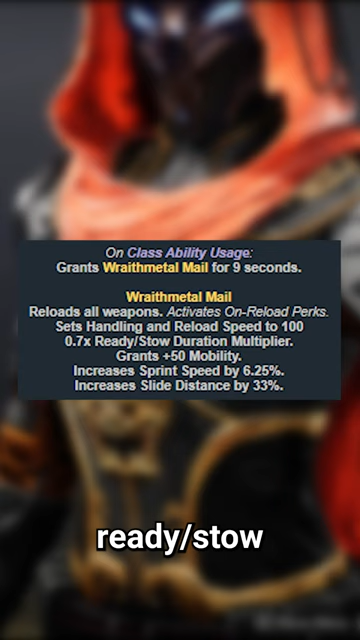 On Class Ability Usage:
Grants Wraithmetal Mail for 9 seconds.
Wraithmetal Mail
Reloads all weapons. Activates On-Reload Perks.
Sets Handling and Reload Speed to 100
0.7x Ready/Stow Duration Multiplier.
Grants +50 Mobility.
Increases Sprint Speed by 6.25%.
Increases Slide Distance by 33%.
ready/stow